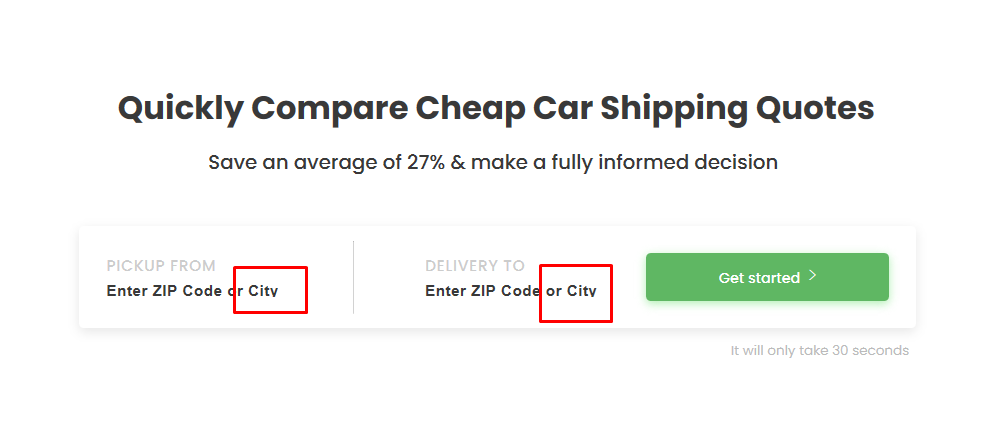 Quickly Compare Cheap Car Shipping Quotes
Save an average of 27% & make a fully informed decision
PICKUP FROM
Enter ZIP Code or City
DELIVERY TO
Enter ZIP Code or City
Get started
It will only take 30 seconds